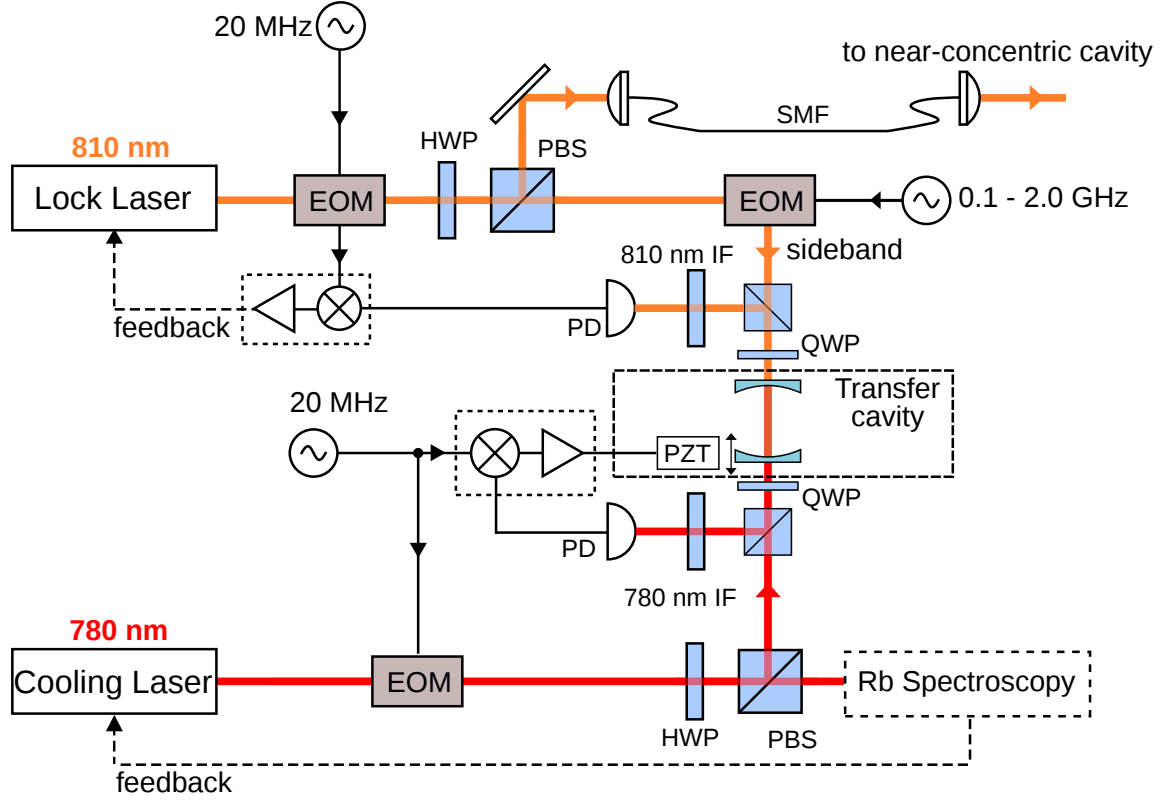 20 MHz
to near-concentric cavity
SMF
HWP
PBS
810 nm
Lock Laser
EOM
EOM
0.1 - 2.0 GHz
810 nm IF
sideband
feedback
PD
QWP
Transfer
cavity
20 MHz
PZT
QWP
PD
780 nm IF
780 nm
Cooling Laser
EOM
Rb Spectroscopy
HWP
PBS
feedback